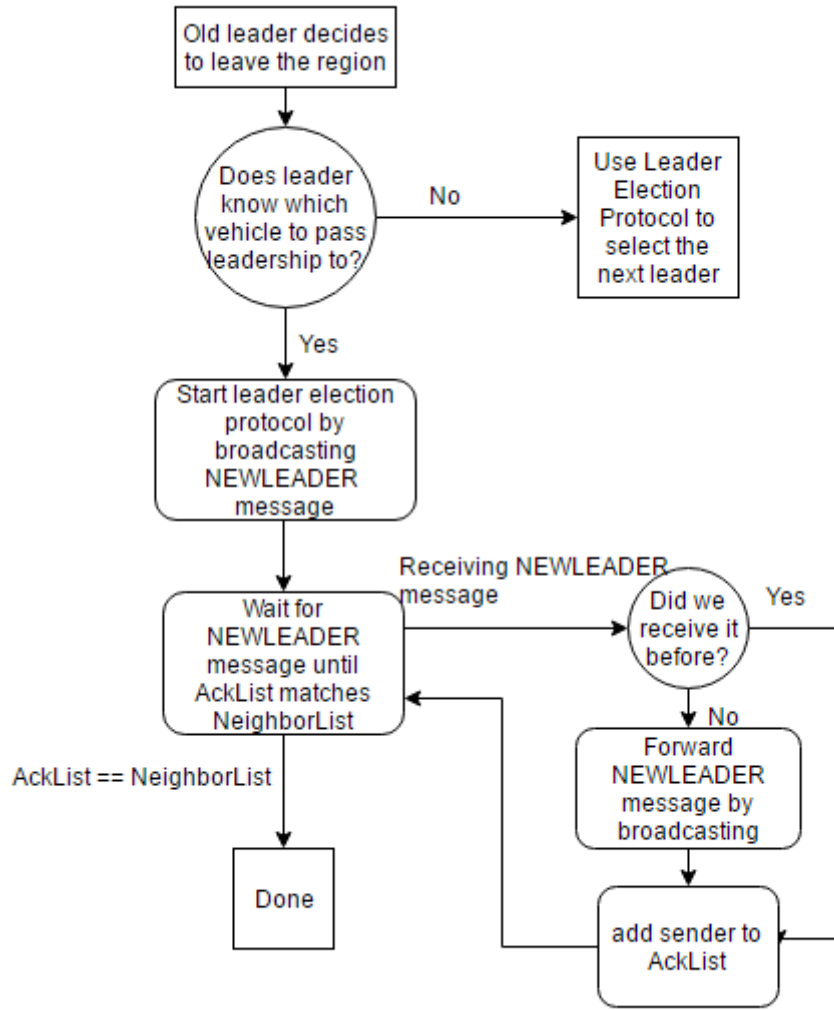 Old leader decides
to leave the region
Does leader
know which
vehicle to pass
leadership to?
No
Use Leader
Election
Protocol to
select the
next leader
Yes
Start leader election
protocol by
broadcasting
NEWLEADER
message
Receiving NEWLEADER
message
Wait for
NEWLEADER
message until
AckList matches
NeighborList
Did we
receive it
before?
Yes
No
Forward
NEWLEADER
message by
broadcasting
AckList == NeighborList
Done
add sender to
AckList